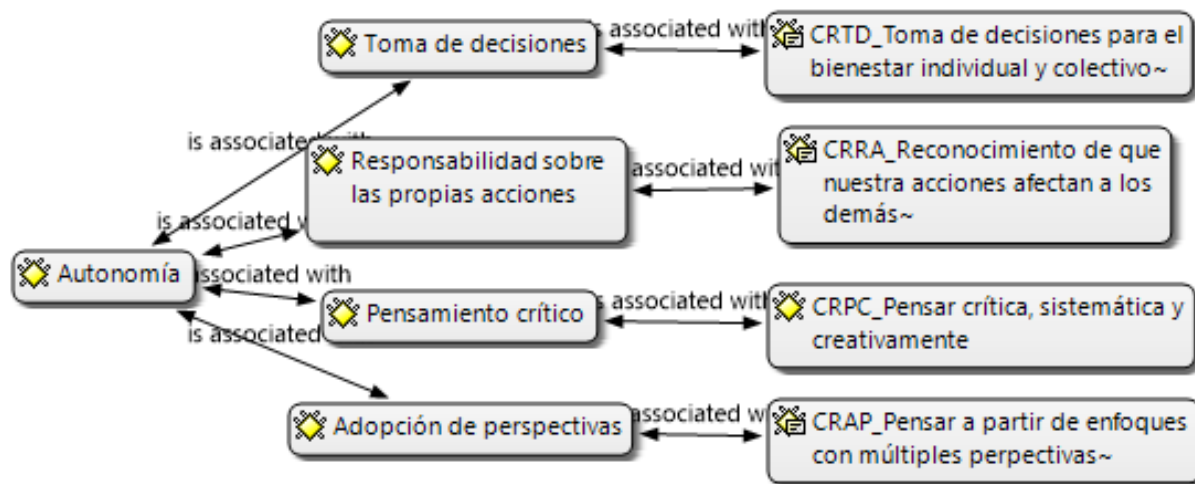 Toma de decisiones
is associated with
CRTD_Toma de decisiones para el
bienestar individual y colectivo~
is associated with
Responsabilidad sobre
las propias acciones
associated
CRRA_Reconocimiento de que
nuestra acciones afectan a los
demás~
is associated
Autonomía
associated with
Pensamiento crítico
is associated with
CRPC_Pensar crítica, sistemática y
creativamente
is associated
Adopción de perspectivas
associated with
CRAP_Pensar a partir de enfoques
con múltiples perpectivas~